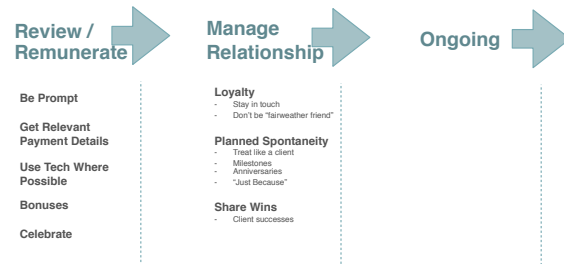 Review /
Remunerate
Be Prompt
Get Relevant
Payment Details
Use Tech Where
Possible
Bonuses
Celebrate
Manage
Relationship
Loyalty
- Stay in touch
- Don't be "fairweather friend"
Planned Spontaneity
- Treat like a client
- Milestones
- Anniversaries
- "Just Because"
Share Wins
- Client successes
Ongoing